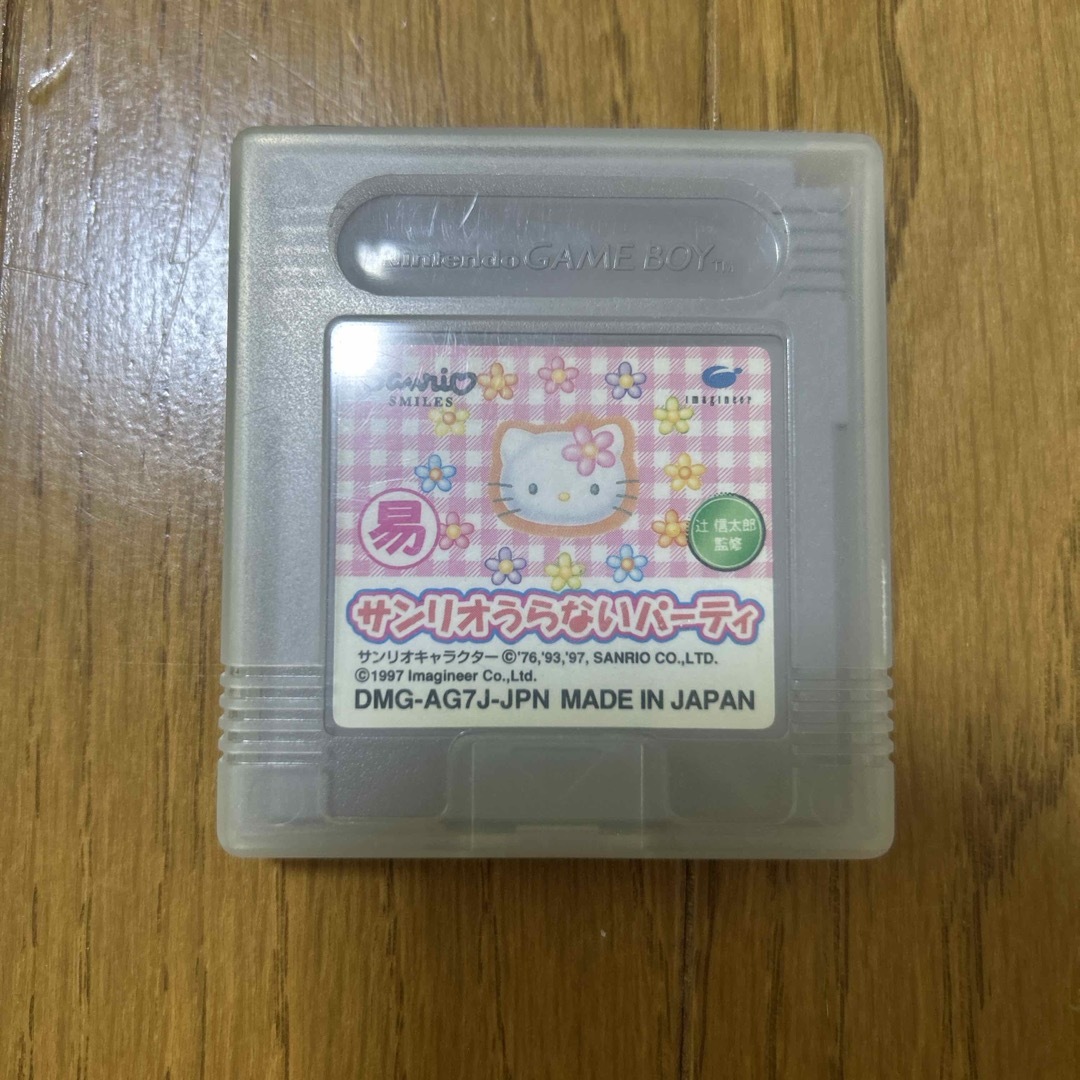 Nintendo GAME BOY TM
Sanrio
SMILES
imagineer
易
辻 信太郎
監修
サンリオうらないパーティ
サンリオキャラクター ©'76,'93,'97, SANRIO CO.,LTD.
©1997 Imagineer Co.,Ltd.
DMG-AG7J-JPN MADE IN JAPAN